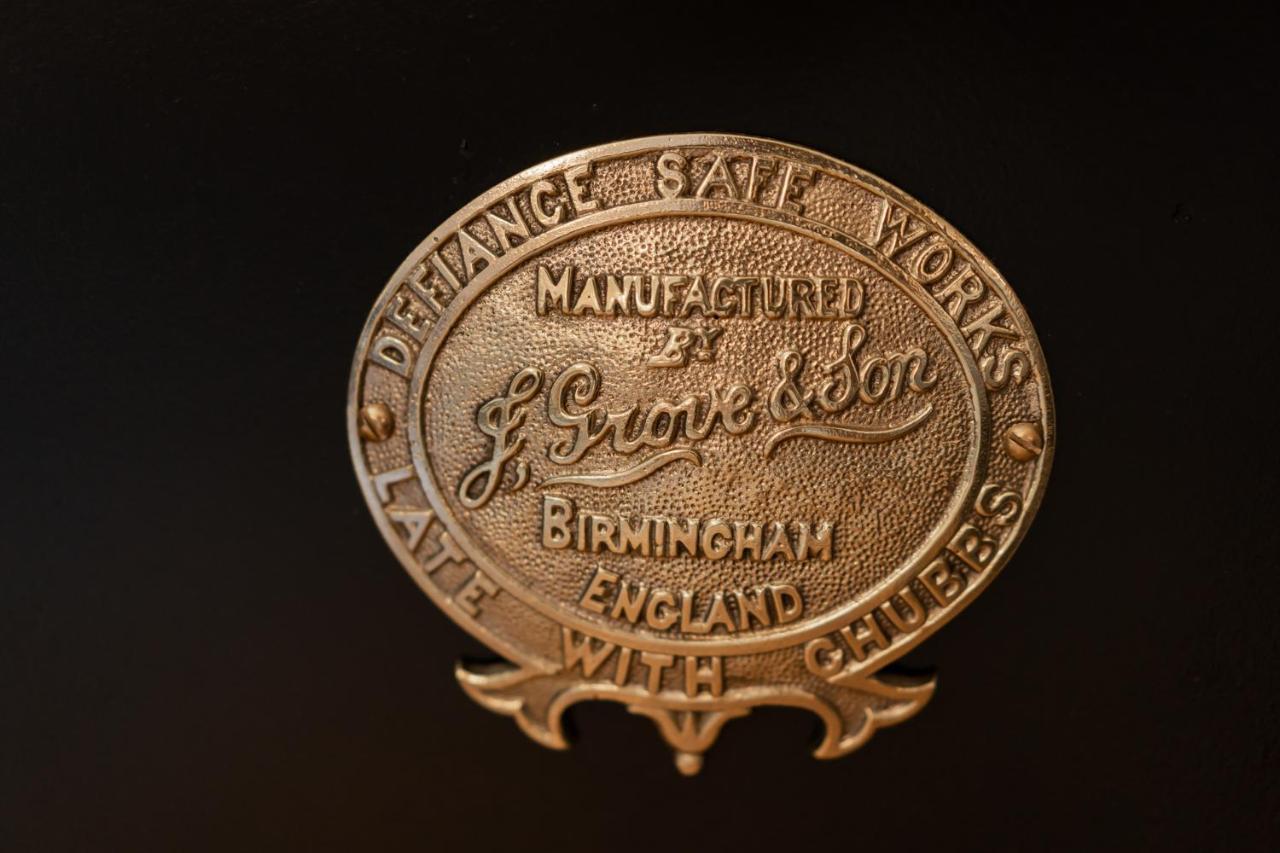 DEFIANCE SAFE WORKS
MANUFACTURED
BY
J, Grove & Son
BIRMINGHAM
ENGLAND
LATE WITH CHUBBS